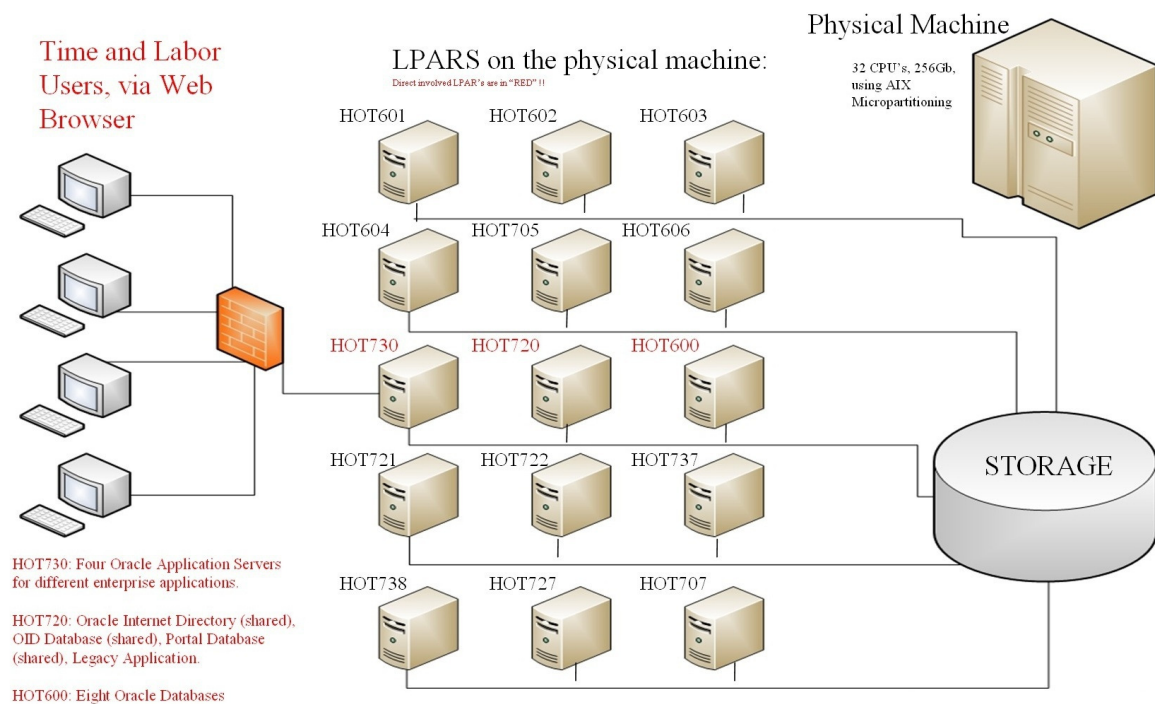 Physical Machine
Time and Labor
Users, via Web
Browser
LPARS on the physical machine:
Direct involved LPAR's are in "RED" !!
32 CPU's, 256Gb,
using AIX
Micropartitioning
HOT601 HOT602 HOT603
HOT604 HOT705 HOT606
HOT730 HOT720 HOT600
HOT721 HOT722 HOT737
STORAGE
HOT738 HOT727 HOT707
HOT730: Four Oracle Application Servers
for different enterprise applications.
HOT720: Oracle Internet Directory (shared),
OID Database (shared), Portal Database
(shared), Legacy Application.
HOT600: Eight Oracle Databases